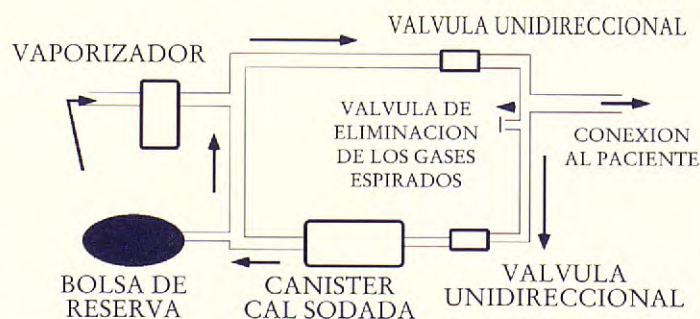 VALVULA UNIDIRECCIONAL
VAPORIZADOR
VALVULA DE
ELIMINACION
DE LOS GASES
ESPIRADOS
CONEXION
AL PACIENTE
BOLSA DE
RESERVA
CANISTER
CAL SODADA
VALVULA
UNIDIRECCIONAL